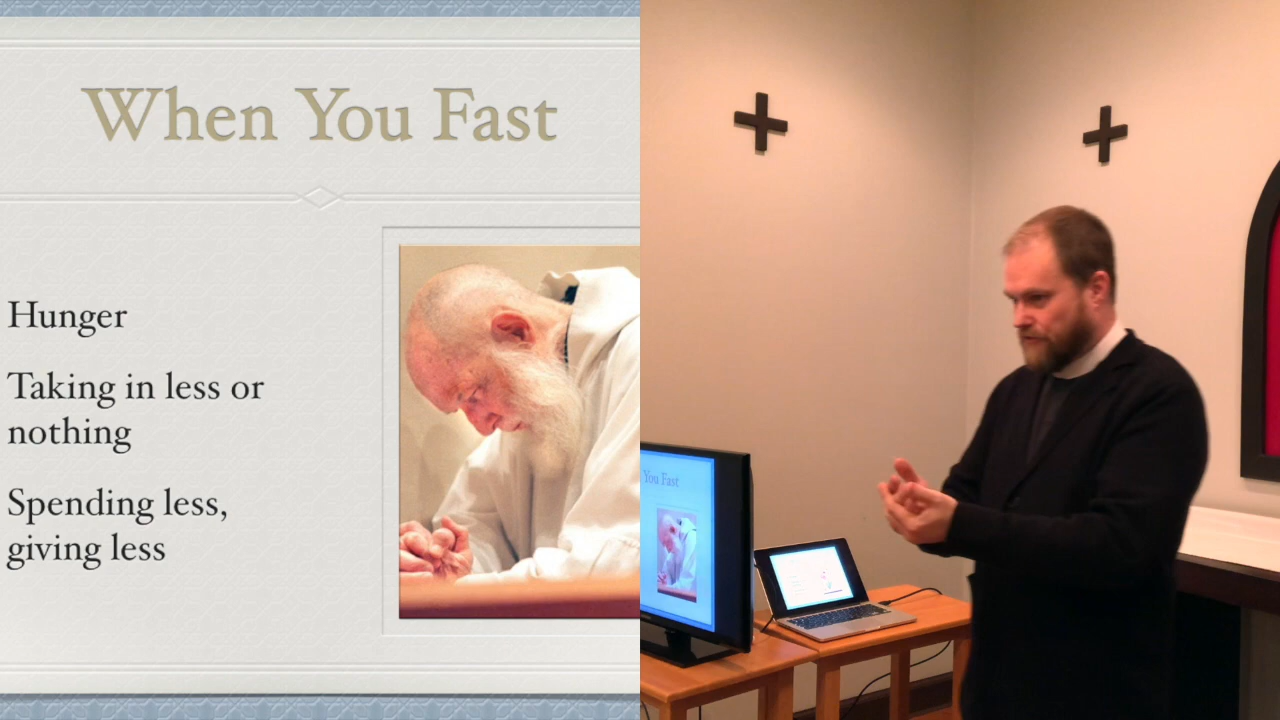 When You Fast
Hunger
Taking in less or
nothing
Spending less,
giving less
You Fast